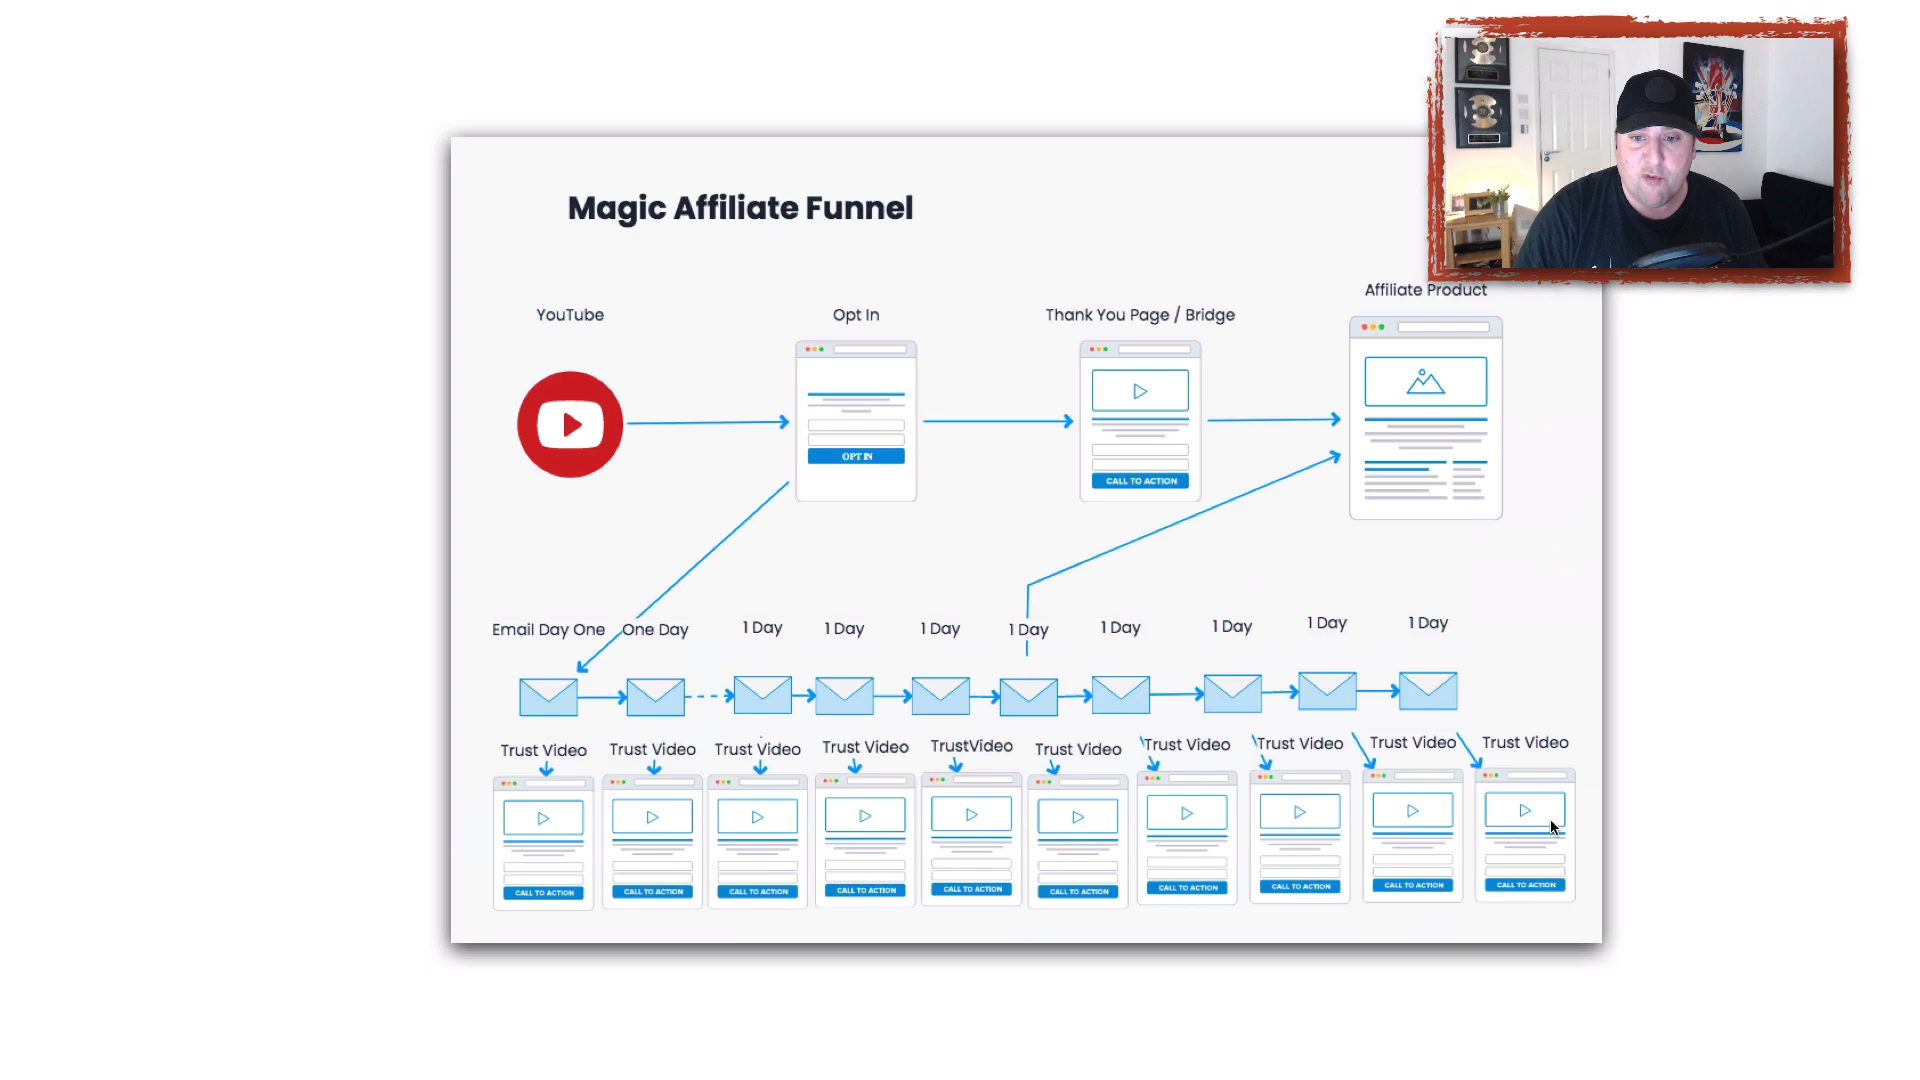 Magic Affiliate Funnel
Affiliate Product
YouTube
Opt In
Thank You Page / Bridge
OPT IN
CALL TO ACTION
Email Day One
One Day
1 Day
1 Day
1 Day
1 Day
1 Day
1 Day
1 Day
1 Day
Trust Video
Trust Video
Trust Video
Trust Video
TrustVideo
Trust Video
Trust Video
Trust Video
Trust Video
Trust Video
CALL TO ACTION
CALL TO ACTION
CALL TO ACTION
CALL TO ACTION
CALL TO ACTION
CALL TO ACTION
CALL TO ACTION
CALL TO ACTION
CALL TO ACTION
CALL TO ACTION